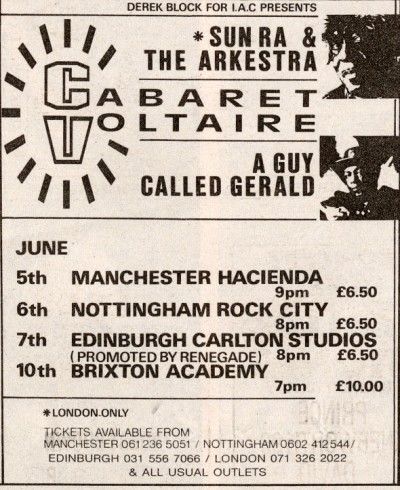 DEREK BLOCK FOR I.A.C PRESENTS
*SUN RA &
THE ARKESTRA
CABARET
VOLTAIRE
A GUY
CALLED GERALD
JUNE
5th MANCHESTER HACIENDA
9pm £6.50
6th NOTTINGHAM ROCK CITY
8pm £6.50
7th EDINBURGH CARLTON STUDIOS
(PROMOTED BY RENEGADE) 8pm £6.50
10th BRIXTON ACADEMY
7pm £10.00
*LONDON.ONLY
TICKETS AVAILABLE FROM
MANCHESTER 061 236 5051 / NOTTINGHAM 0602 412544/
EDINBURGH 031 556 7066 / LONDON 071 326 2022
& ALL USUAL OUTLETS